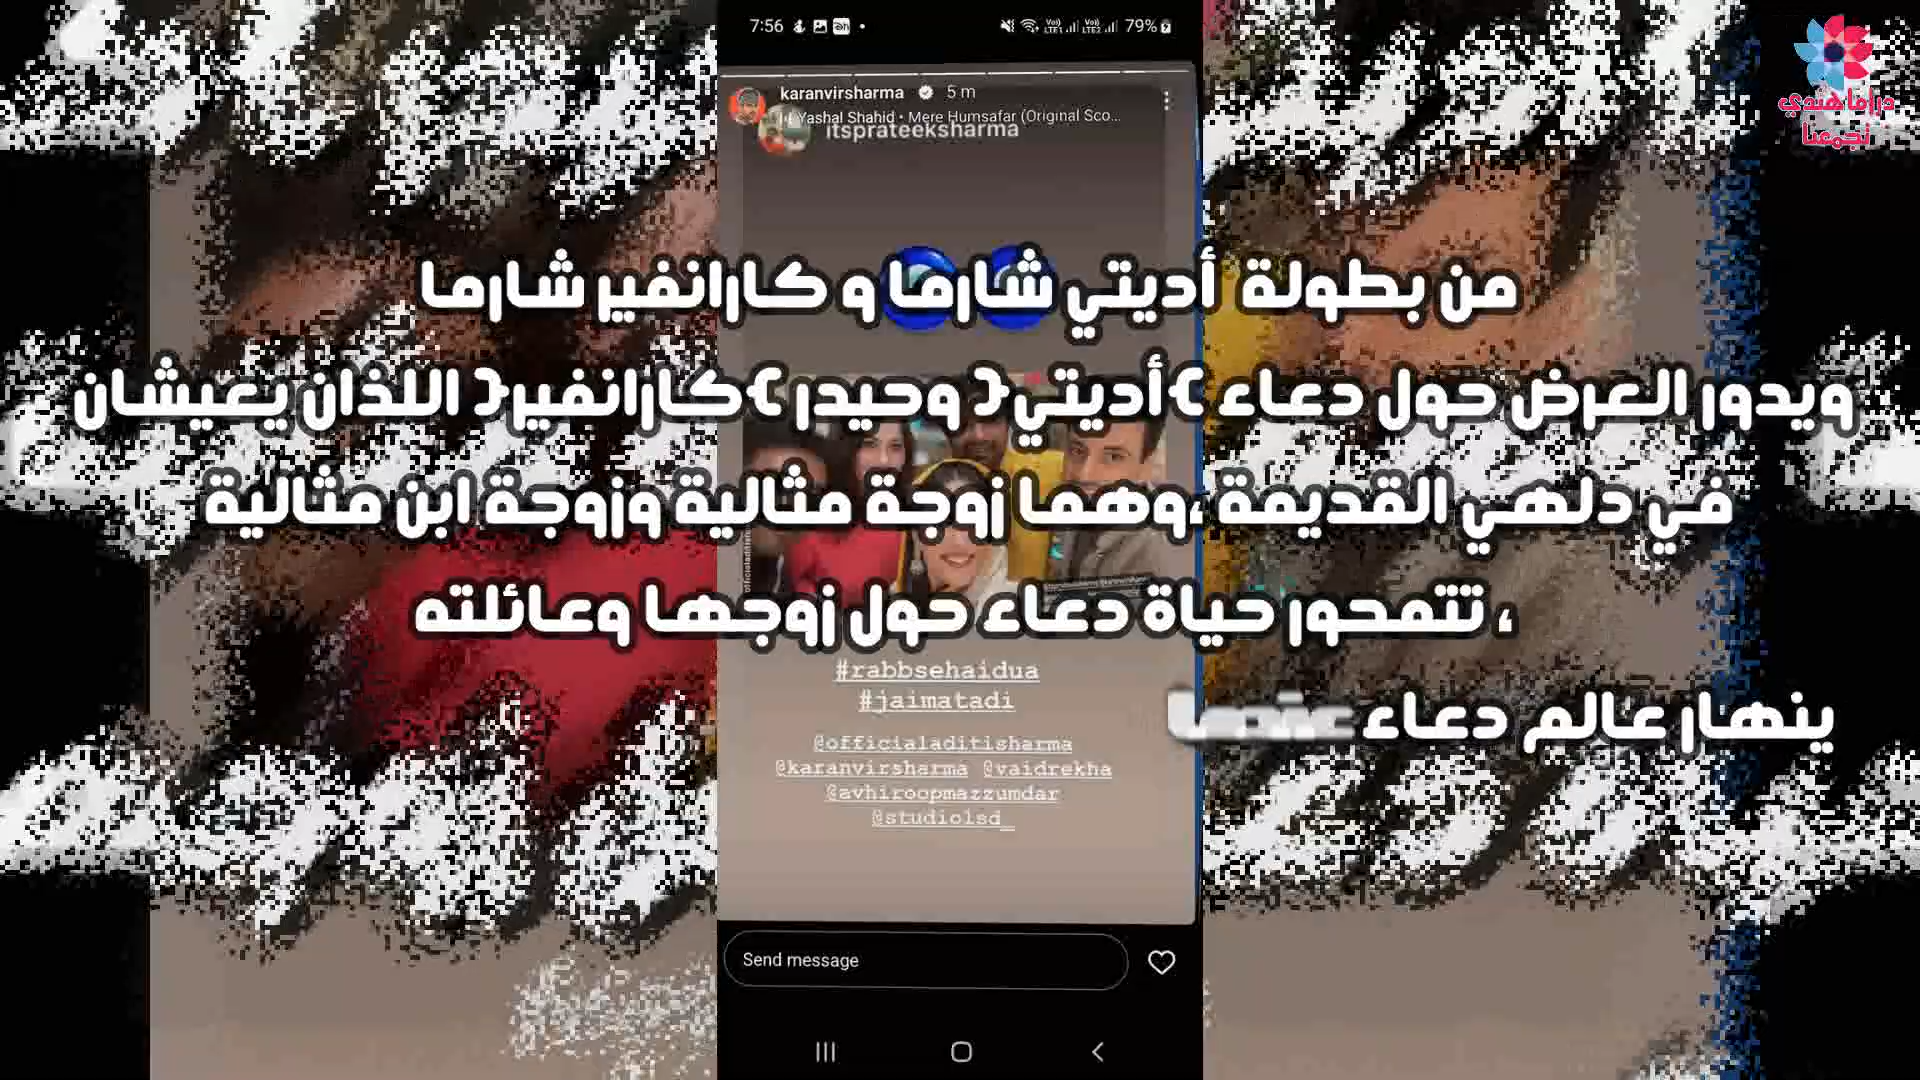 7:56
79%
karanvirsharma 5 m
Yashal Shahid • Mere Humsafar (Original Sco...
itsprateeksharma
دراما هندي
تجمعنا
من بطولة أديتي شارما و كارانفير شارما
ويدور العرض حول دعاء }أديتي{ وحيدر }كارانفير{ اللذان يعيشان
في دلهي القديمة ،وهما زوجة مثالية وزوجة ابن مثالية
، تتمحور حياة دعاء حول زوجها وعائلته
ينهار عالم دعاء
#rabbsehaidua
#jaimatadi
@officialaditisharma
@karanvirsharma @vaidrekha
@avhiroopmazzumdar
@studiolsd_
Send message